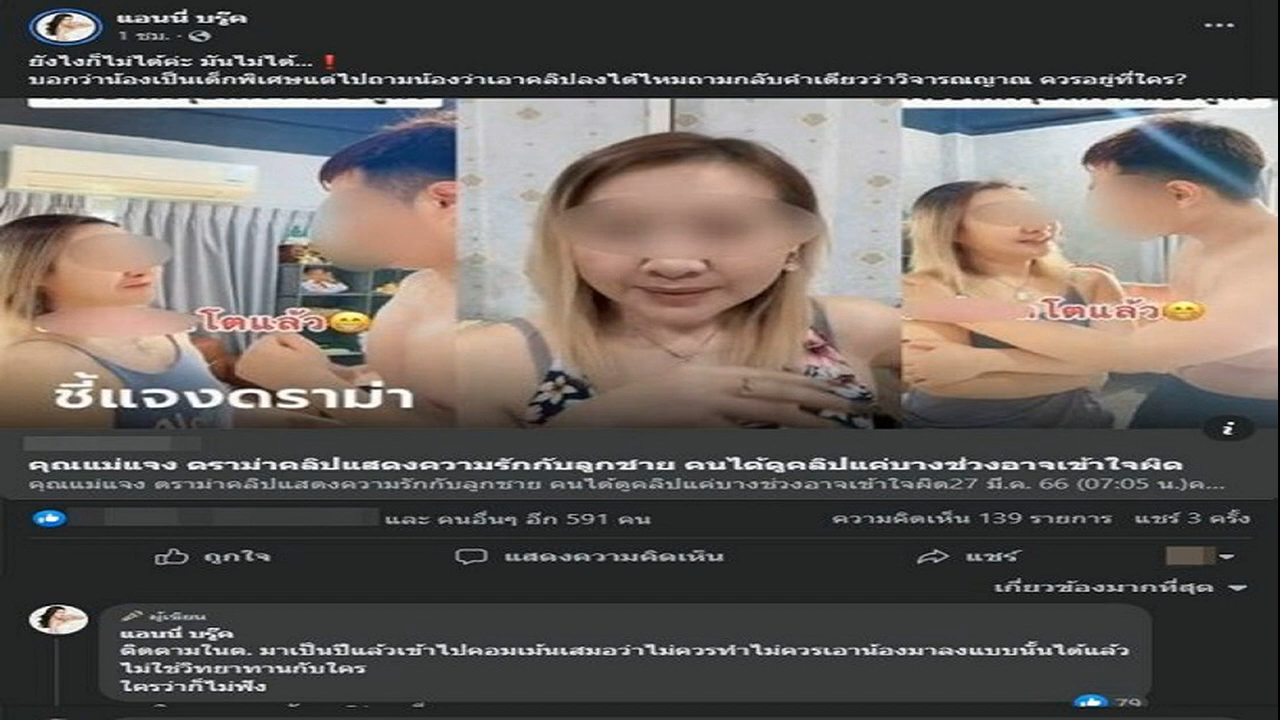 แอนนี่ บรู๊ค
1 ชม. ·
ยังไงก็ไม่ได้ค่ะ มันไม่ได้...❗
บอกว่าน้องเป็นเด็กพิเศษแต่ไปถามน้องว่าเอาคลิปลงได้ไหมถามกลับคำเดียวว่าวิจารณญาณ ควรอยู่ที่ใคร?
โตแล้ว😊
โตแล้ว😊
ชี้แจงดราม่า
คุณแม่แจง ดราม่าคลิปแสดงความรักกับลูกชาย คนได้ดูคลิปแค่บางช่วงอาจเข้าใจผิด
คุณแม่แจง ดราม่าคลิปแสดงความรักกับลูกชาย คนได้ดูคลิปแค่บางช่วงอาจเข้าใจผิด27 มี.ค. 66 (07:05 น.)ค...
และ คนอื่นๆ อีก 591 คน ความคิดเห็น 139 รายการ แชร์ 3 ครั้ง
ถูกใจ แสดงความคิดเห็น แชร์
เกี่ยวข้องมากที่สุด
ผู้เขียน
แอนนี่ บรู๊ค
ติดตามในต. มาเป็นปีแล้วเข้าไปคอมเม้นเสมอว่าไม่ควรทำไม่ควรเอาน้องมาลงแบบนั้นได้แล้ว
ไม่ใช่วิทยาทานกับใคร
ใครว่าก็ไม่ฟัง
79